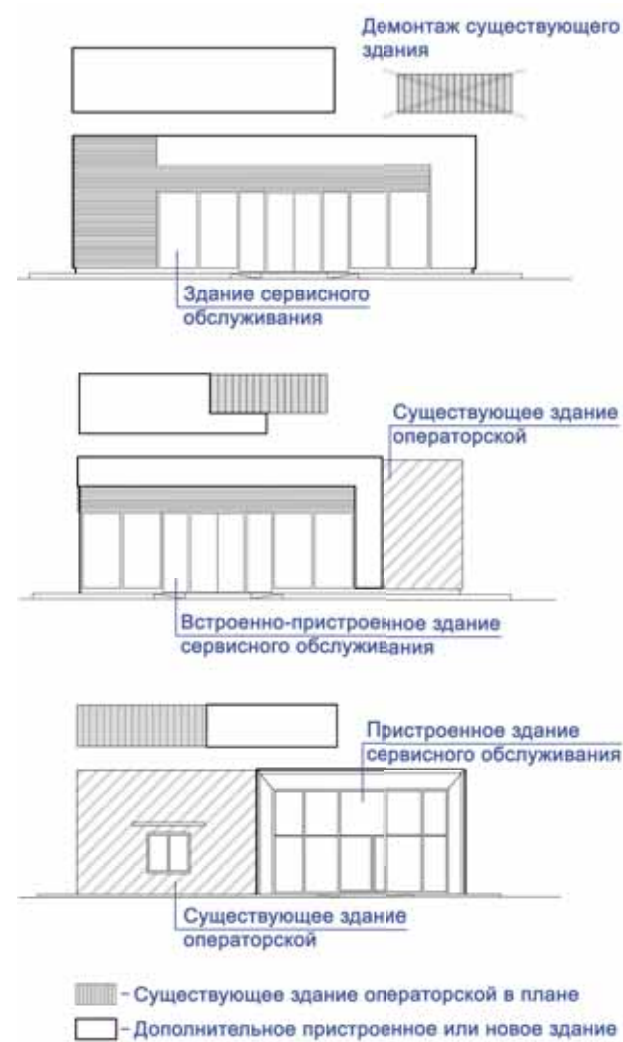 Демонтаж существующего
здания
Здание сервисного
обслуживания
Существующее здание
операторской
Встроенно-пристроенное здание
сервисного обслуживания
Пристроенное здание
сервисного обслуживания
Существующее здание
операторской
- Существующее здание операторской в плане
- Дополнительное пристроенное или новое здание